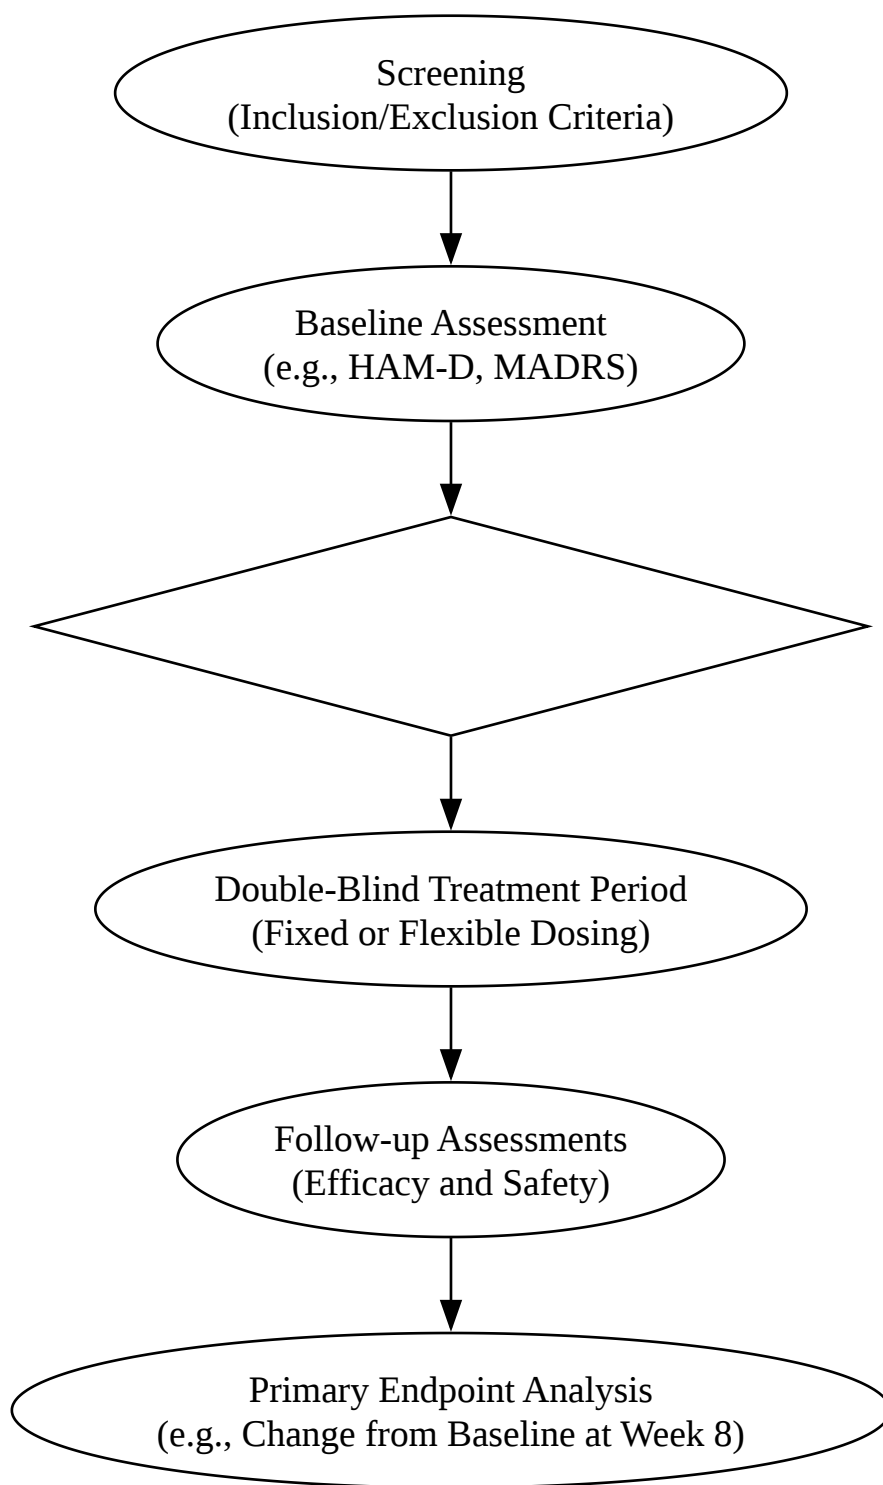 Screening
(Inclusion/Exclusion Criteria)
Baseline Assessment
(e.g., HAM-D, MADRS)
Double-Blind Treatment Period
(Fixed or Flexible Dosing)
Follow-up Assessments
(Efficacy and Safety)
Primary Endpoint Analysis
(e.g., Change from Baseline at Week 8)